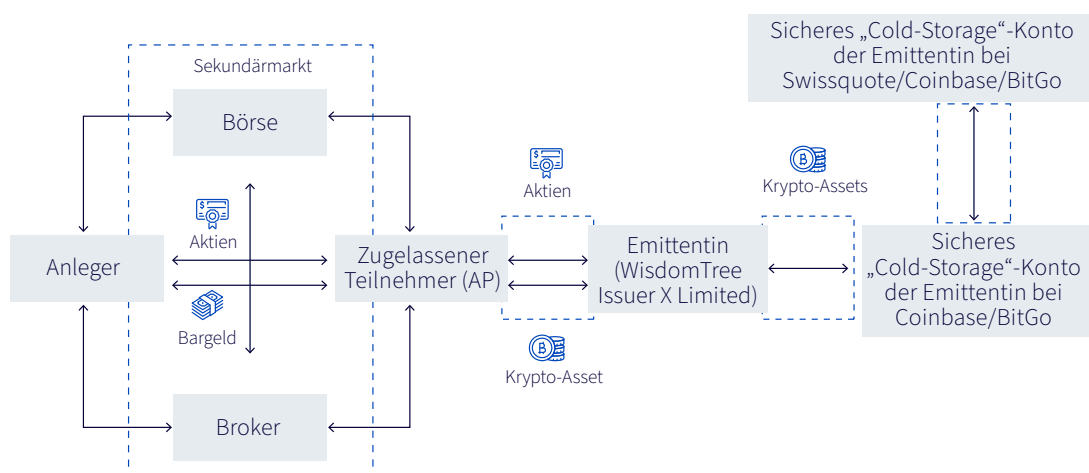 Sicheres „Cold-Storage“-Konto
der Emittentin bei
Swissquote/Coinbase/BitGo
Sekundärmarkt
Börse
Aktien
Krypto-Assets
Aktien
Anleger
Zugelassener
Teilnehmer (AP)
Emittentin
(WisdomTree
Issuer X Limited)
Sicheres
„Cold-Storage“-Konto
der Emittentin bei
Coinbase/BitGo
Bargeld
Krypto-Asset
Broker